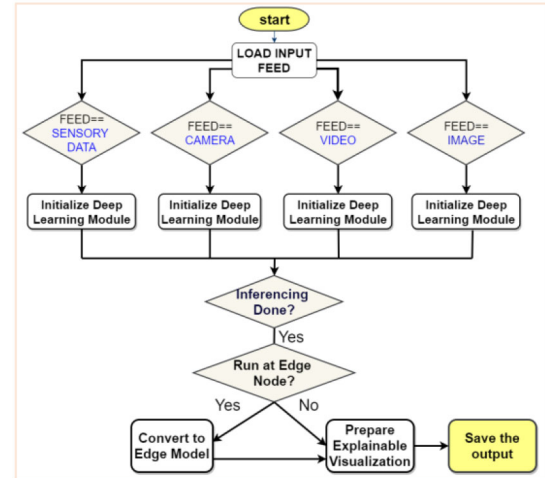 start
LOAD INPUT
FEED
FEED==
SENSORY
DATA
FEED==
CAMERA
FEED==
VIDEO
FEED==
IMAGE
Initialize Deep
Learning Module
Initialize Deep
Learning Module
Initialize Deep
Learning Module
Initialize Deep
Learning Module
Inferencing
Done?
Yes
Run at Edge
Node?
Yes
No
Convert to
Edge Model
Prepare
Explainable
Visualization
Save the
output